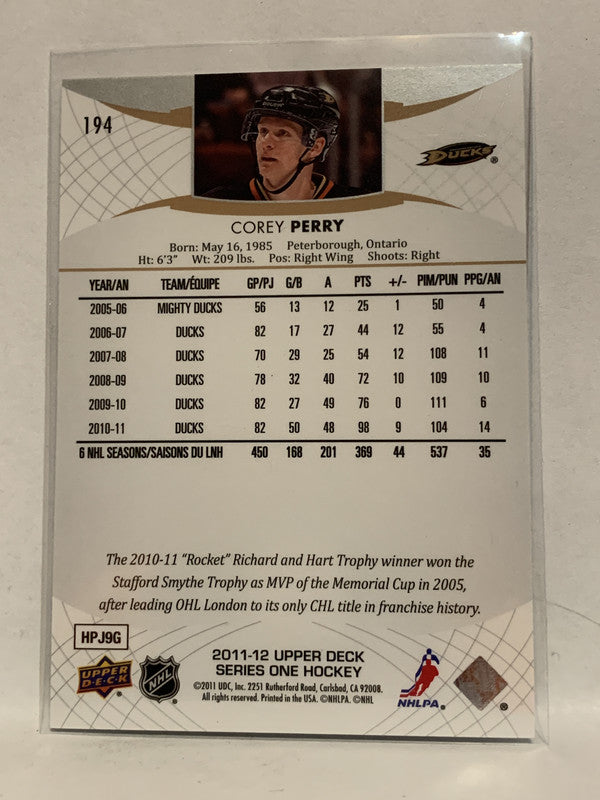 194
DUCKS ®
COREY PERRY
Born: May 16, 1985 Peterborough, Ontario
Ht: 6'3" Wt: 209 lbs. Pos: Right Wing Shoots: Right
YEAR/AN TEAM/ÉQUIPE GP/PJ G/B A PTS +/- PIM/PUN PPG/AN
2005-06 MIGHTY DUCKS 56 13 12 25 1 50 4
2006-07 DUCKS 82 17 27 44 12 55 4
2007-08 DUCKS 70 29 25 54 12 108 11
2008-09 DUCKS 78 32 40 72 10 109 10
2009-10 DUCKS 82 27 49 76 0 111 6
2010-11 DUCKS 82 50 48 98 9 104 14
6 NHL SEASONS/SAISONS DU LNH 450 168 201 369 44 537 35
The 2010-11 "Rocket" Richard and Hart Trophy winner won the
Stafford Smythe Trophy as MVP of the Memorial Cup in 2005,
after leading OHL London to its only CHL title in franchise history.
HPJ9G
UPPER DECK ®
NHL ®
2011-12 UPPER DECK
SERIES ONE HOCKEY
©2011 UDC, Inc. 2251 Rutherford Road, Carlsbad, CA 92008.
All rights reserved. Printed in the USA. ©NHLPA. ©NHL
NHLPA.
®